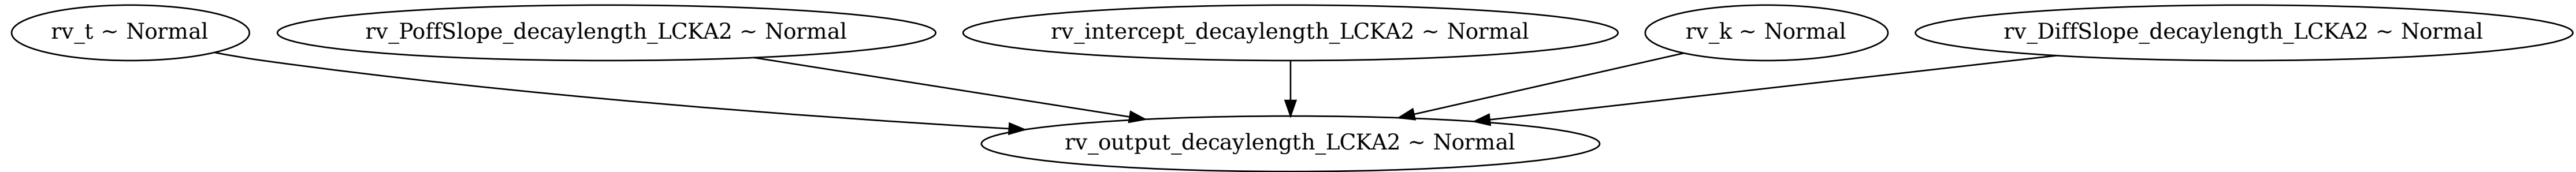 rv_t ~ Normal
rv_PoffSlope_decaylength_LCKA2 ~ Normal
rv_intercept_decaylength_LCKA2 ~ Normal
rv_k ~ Normal
rv_DiffSlope_decaylength_LCKA2 ~ Normal
rv_output_decaylength_LCKA2 ~ Normal